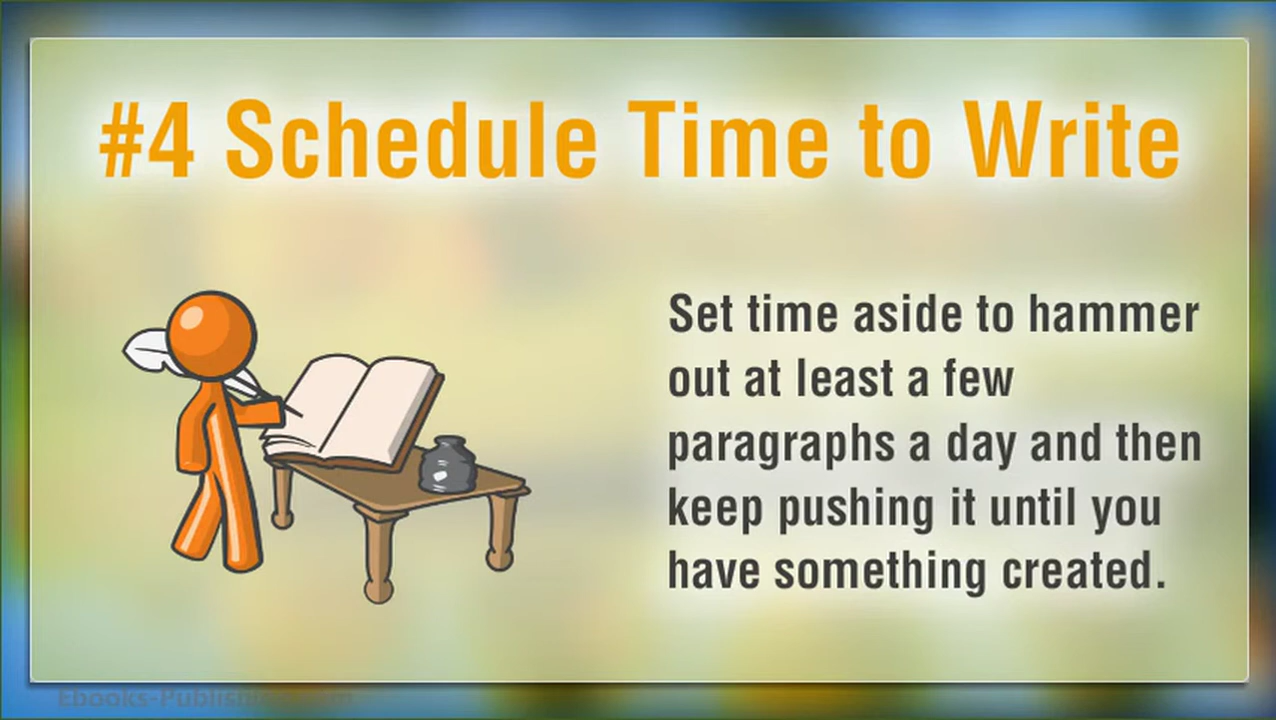 #4 Schedule Time to Write
Set time aside to hammer
out at least a few
paragraphs a day and then
keep pushing it until you
have something created.